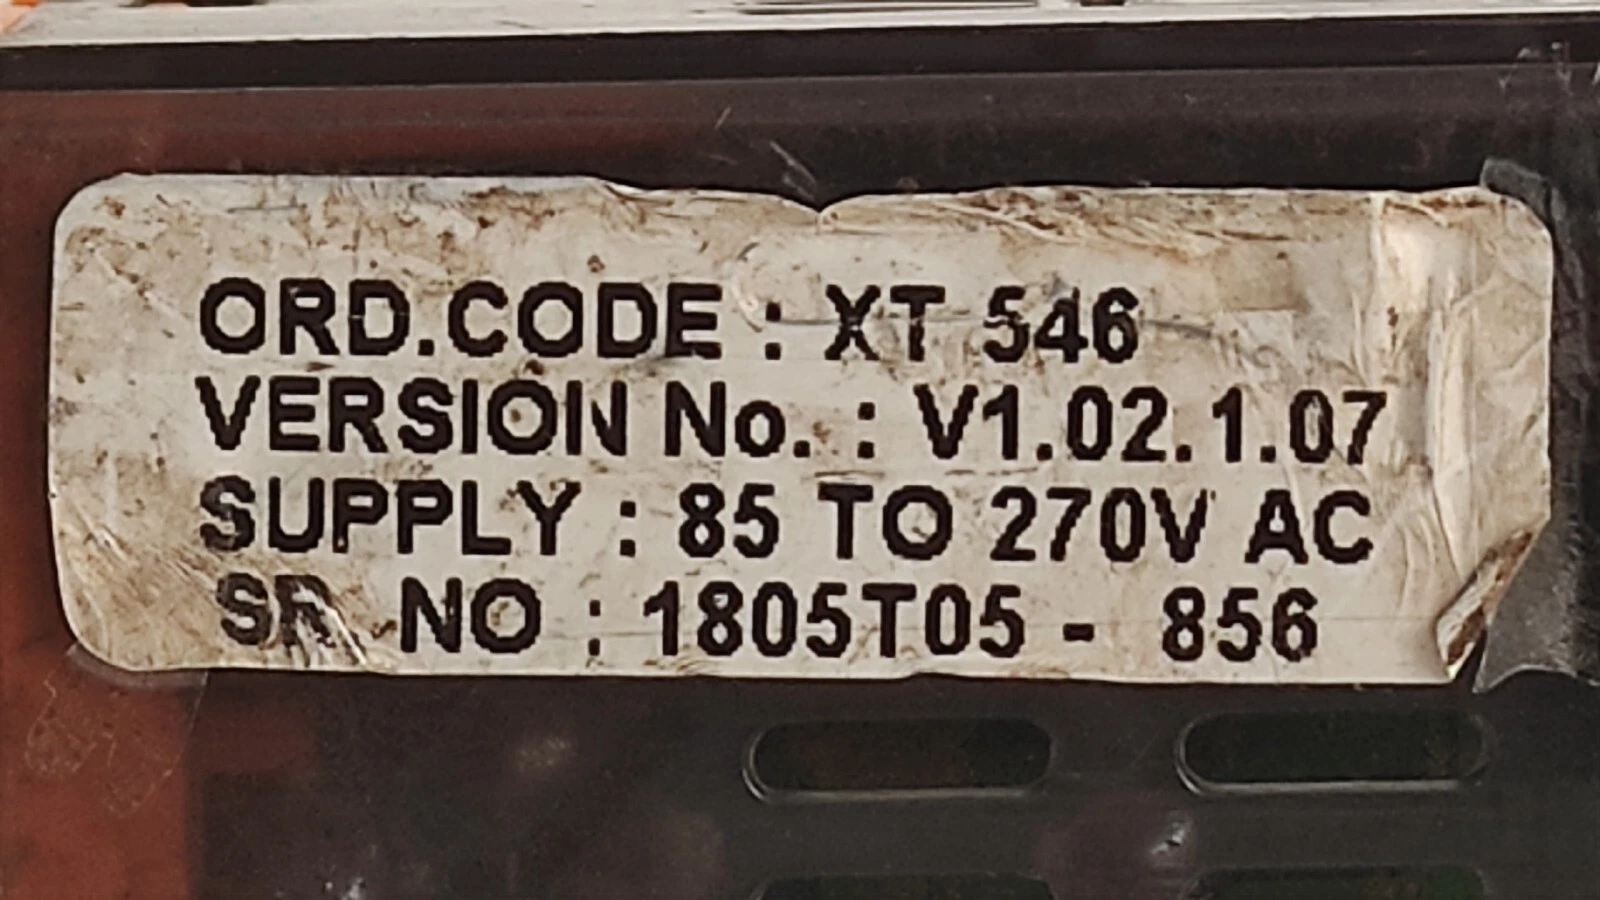 ORD.CODE : XT 546
VERSION No. : V1.02.1.07
SUPPLY : 85 TO 270V AC
SR NO : 1805T05 - 856